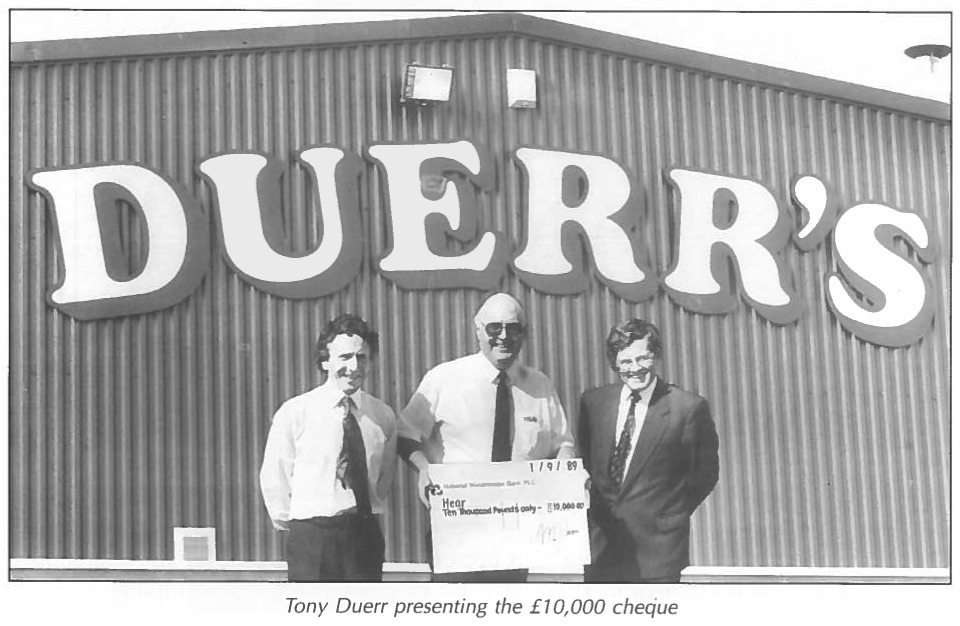 DUERR'S
1/9/89
National Westminster Bank PLC
Hear
Ten Thousand Pounds only - £10,000 00
Tony Duerr presenting the £10,000 cheque